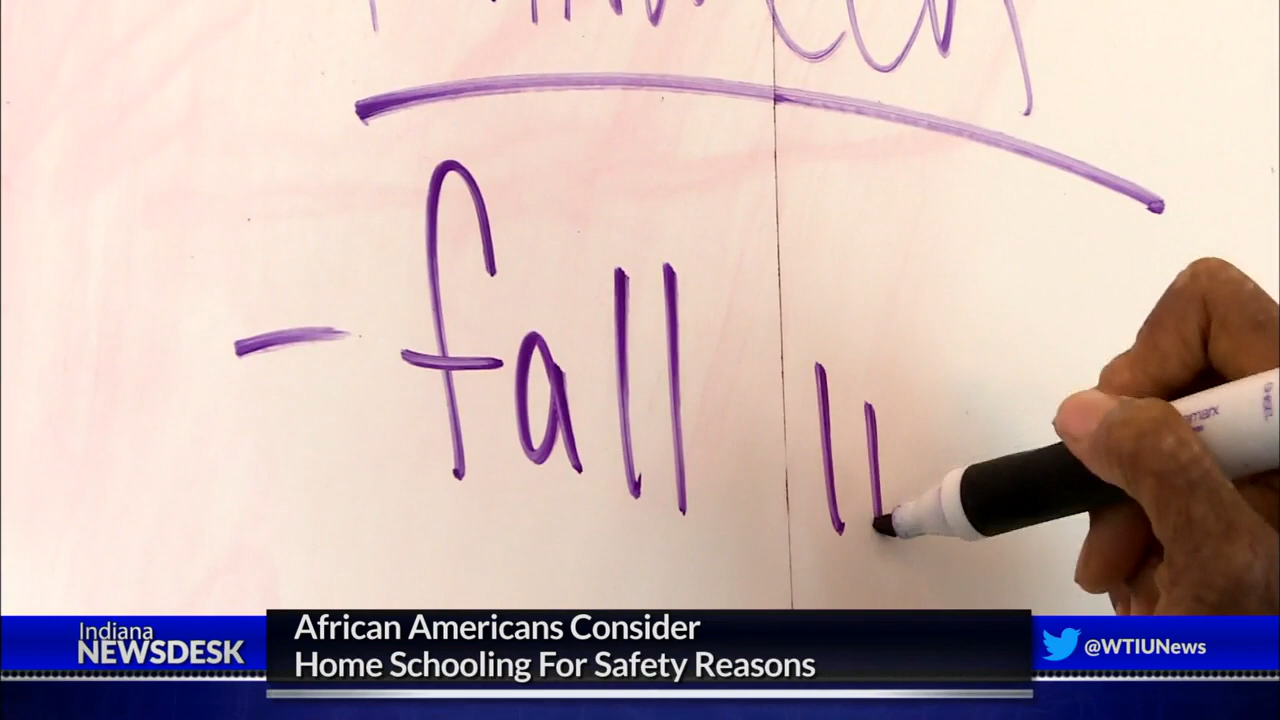 - fall
Indiana
NEWSDESK
African Americans Consider
Home Schooling For Safety Reasons
@WTIUNews